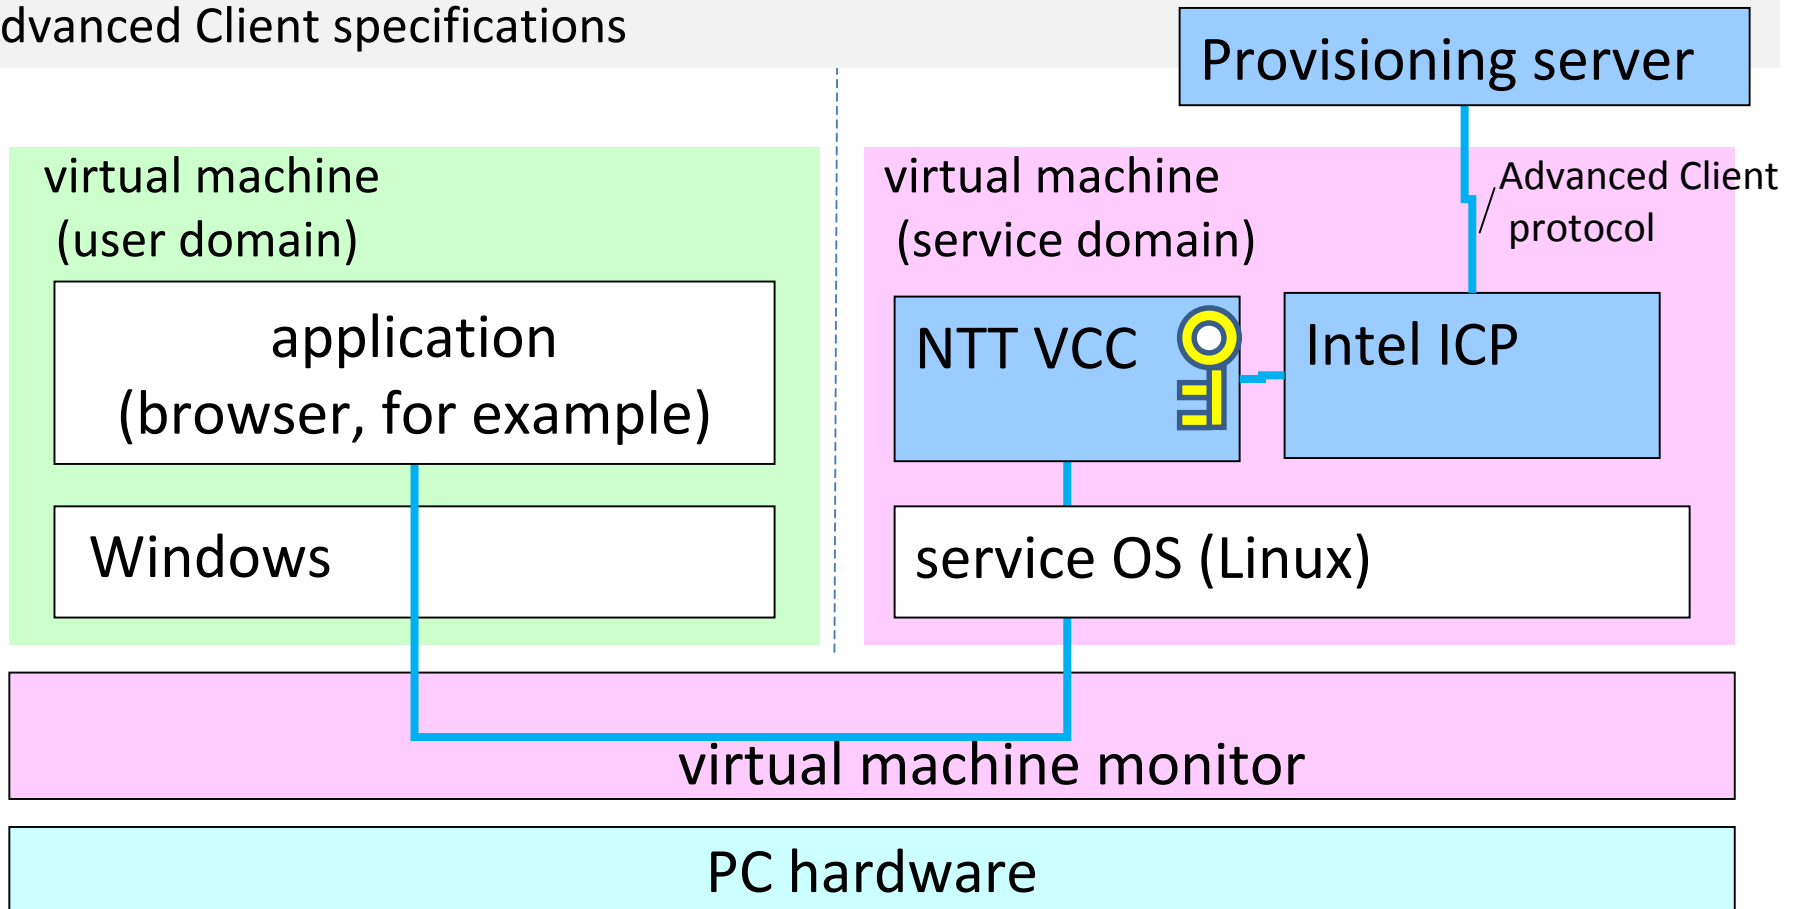 dvanced Client specifications
Provisioning server
virtual machine
(user domain)
virtual machine
(service domain)
Advanced Client
protocol
application
(browser, for example)
NTT VCC
Intel ICP
Windows
service OS (Linux)
virtual machine monitor
PC hardware